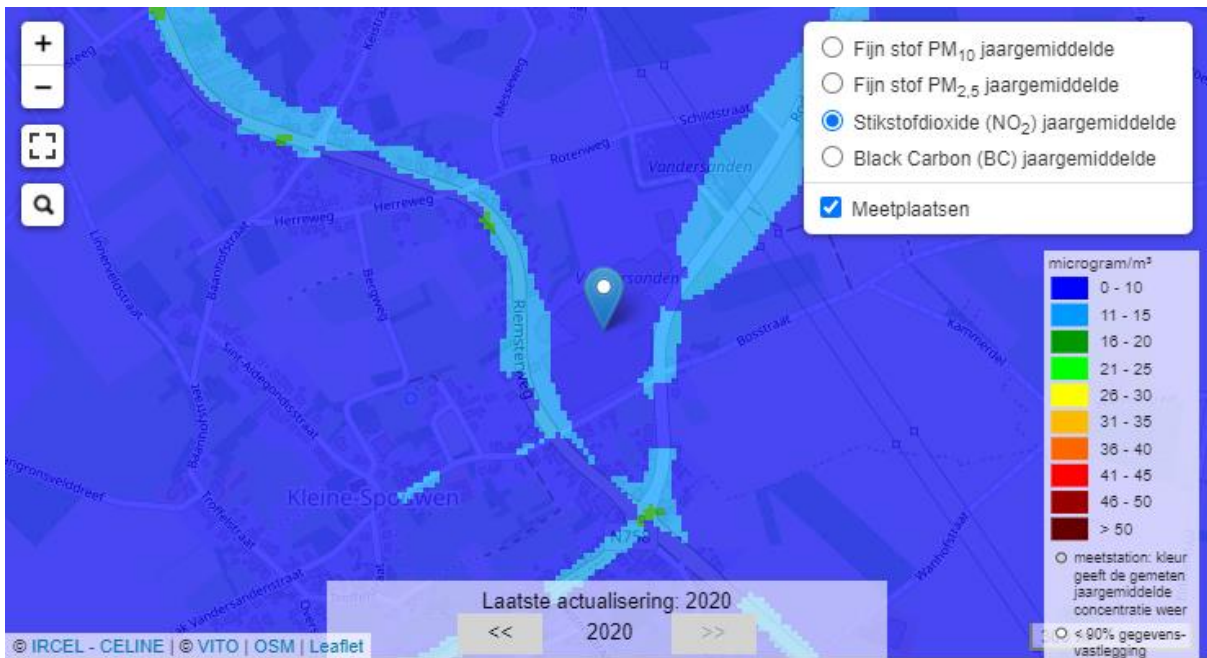 +
−
Fijn stof PM10 jaargemiddelde
Fijn stof PM2,5 jaargemiddelde
Stikstofdioxide (NO2) jaargemiddelde
Black Carbon (BC) jaargemiddelde
Meetplaatsen
Keistraat
Messeweg
Schildstraat
Rotenweg
Vandersanden
Herreweg
Herreweg
Linnerveldstraat
Baanhofstraat
Bergweg
Riemsterweg
Bosstraat
Kammerdel
Sint-Aldegondisstraat
Baanhofstraat
Kleine-Spouwen
Troffelstraat
Wanhofstraat
microgram/m³
0 - 10
11 - 15
16 - 20
21 - 25
26 - 30
31 - 35
36 - 40
41 - 45
46 - 50
> 50
meetstation: kleur
geeft de gemeten
jaargemiddelde
concentratie weer
< 90% gegevens-
vastlegging
Laatste actualisering: 2020
<< 2020 >>
© IRCEL - CELINE | © VITO | OSM | Leaflet